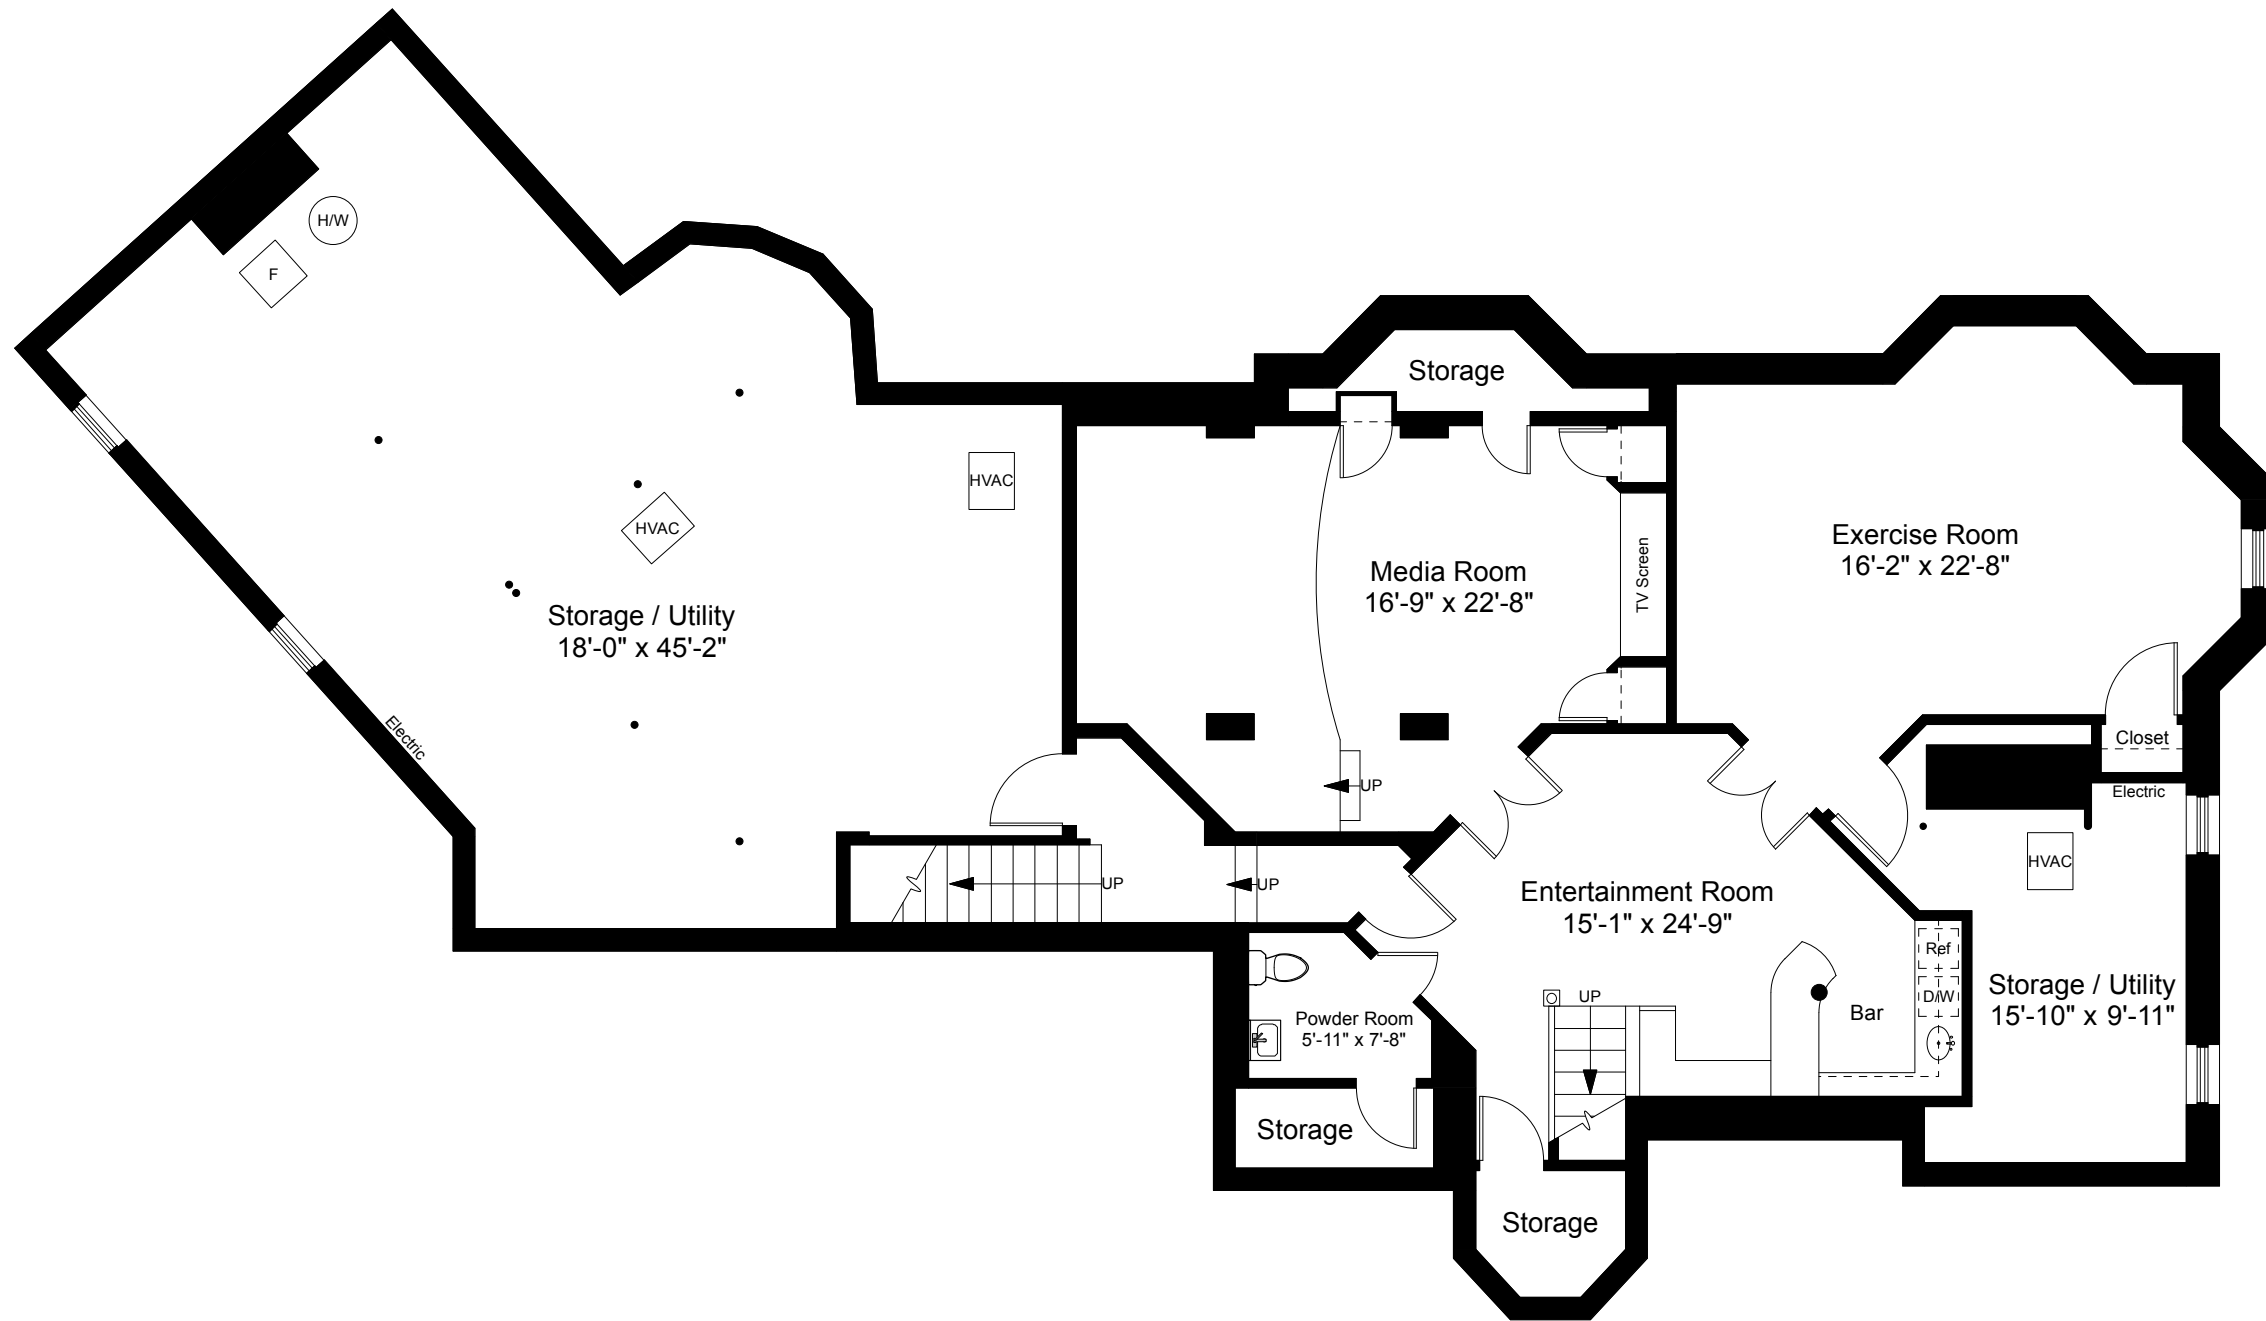 H/W
F
Storage
HVAC
HVAC
Exercise Room
16'-2" x 22'-8"
Media Room
16'-9" x 22'-8"
TV Screen
Storage / Utility
18'-0" x 45'-2"
Electric
Closet
UP
Electric
HVAC
UP
UP
Entertainment Room
15'-1" x 24'-9"
Ref
D/W
UP
Bar
Storage / Utility
15'-10" x 9'-11"
Powder Room
5'-11" x 7'-8"
Storage
Storage